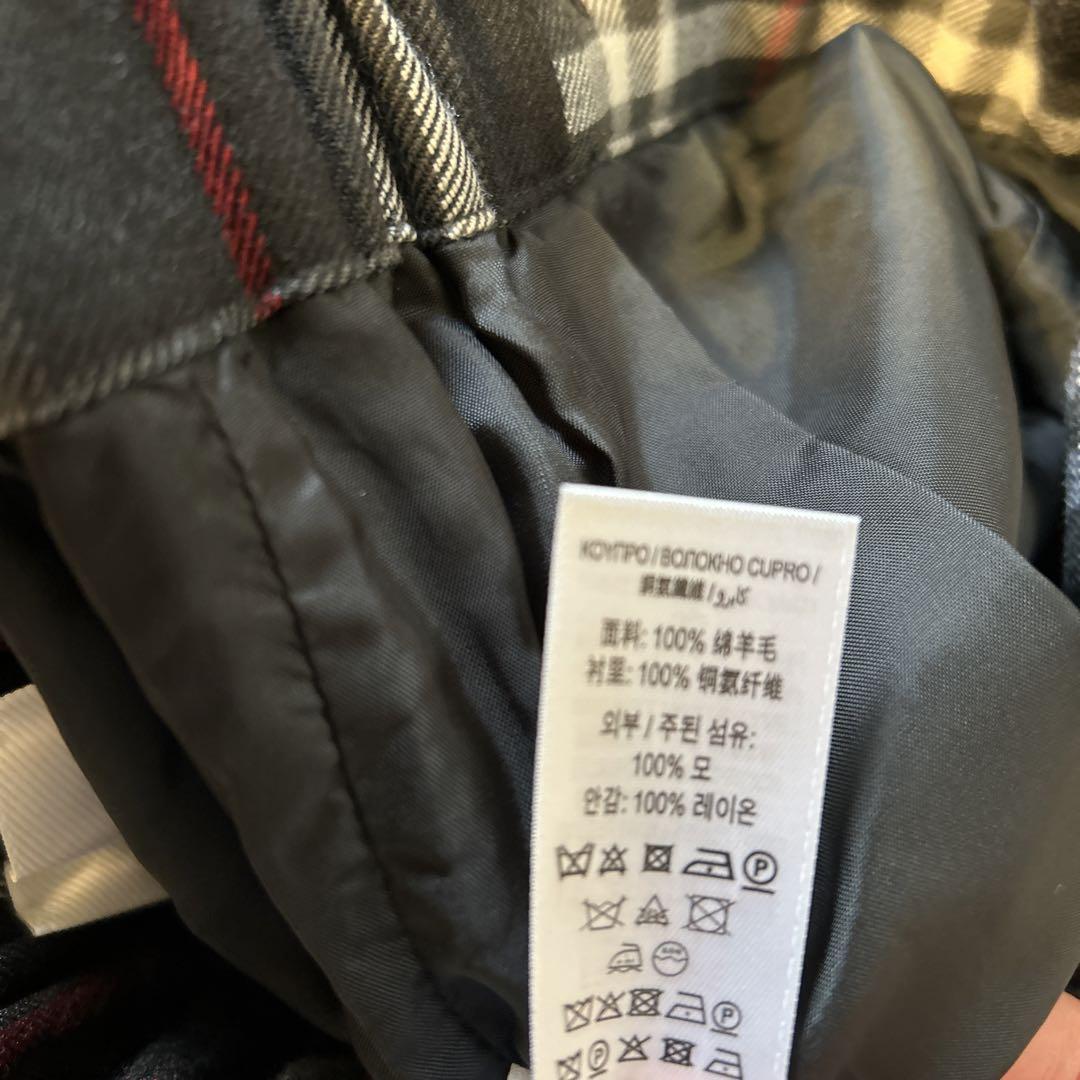 ΚΟΥΠΡΟ / ВОЛОКНО CUPRO /
銅氨纖維 / كابرو
面料: 100% 绵羊毛
衬里: 100% 铜氨纤维
외부 / 주된 섬유:
100% 모
안감: 100% 레이온
P
P
P